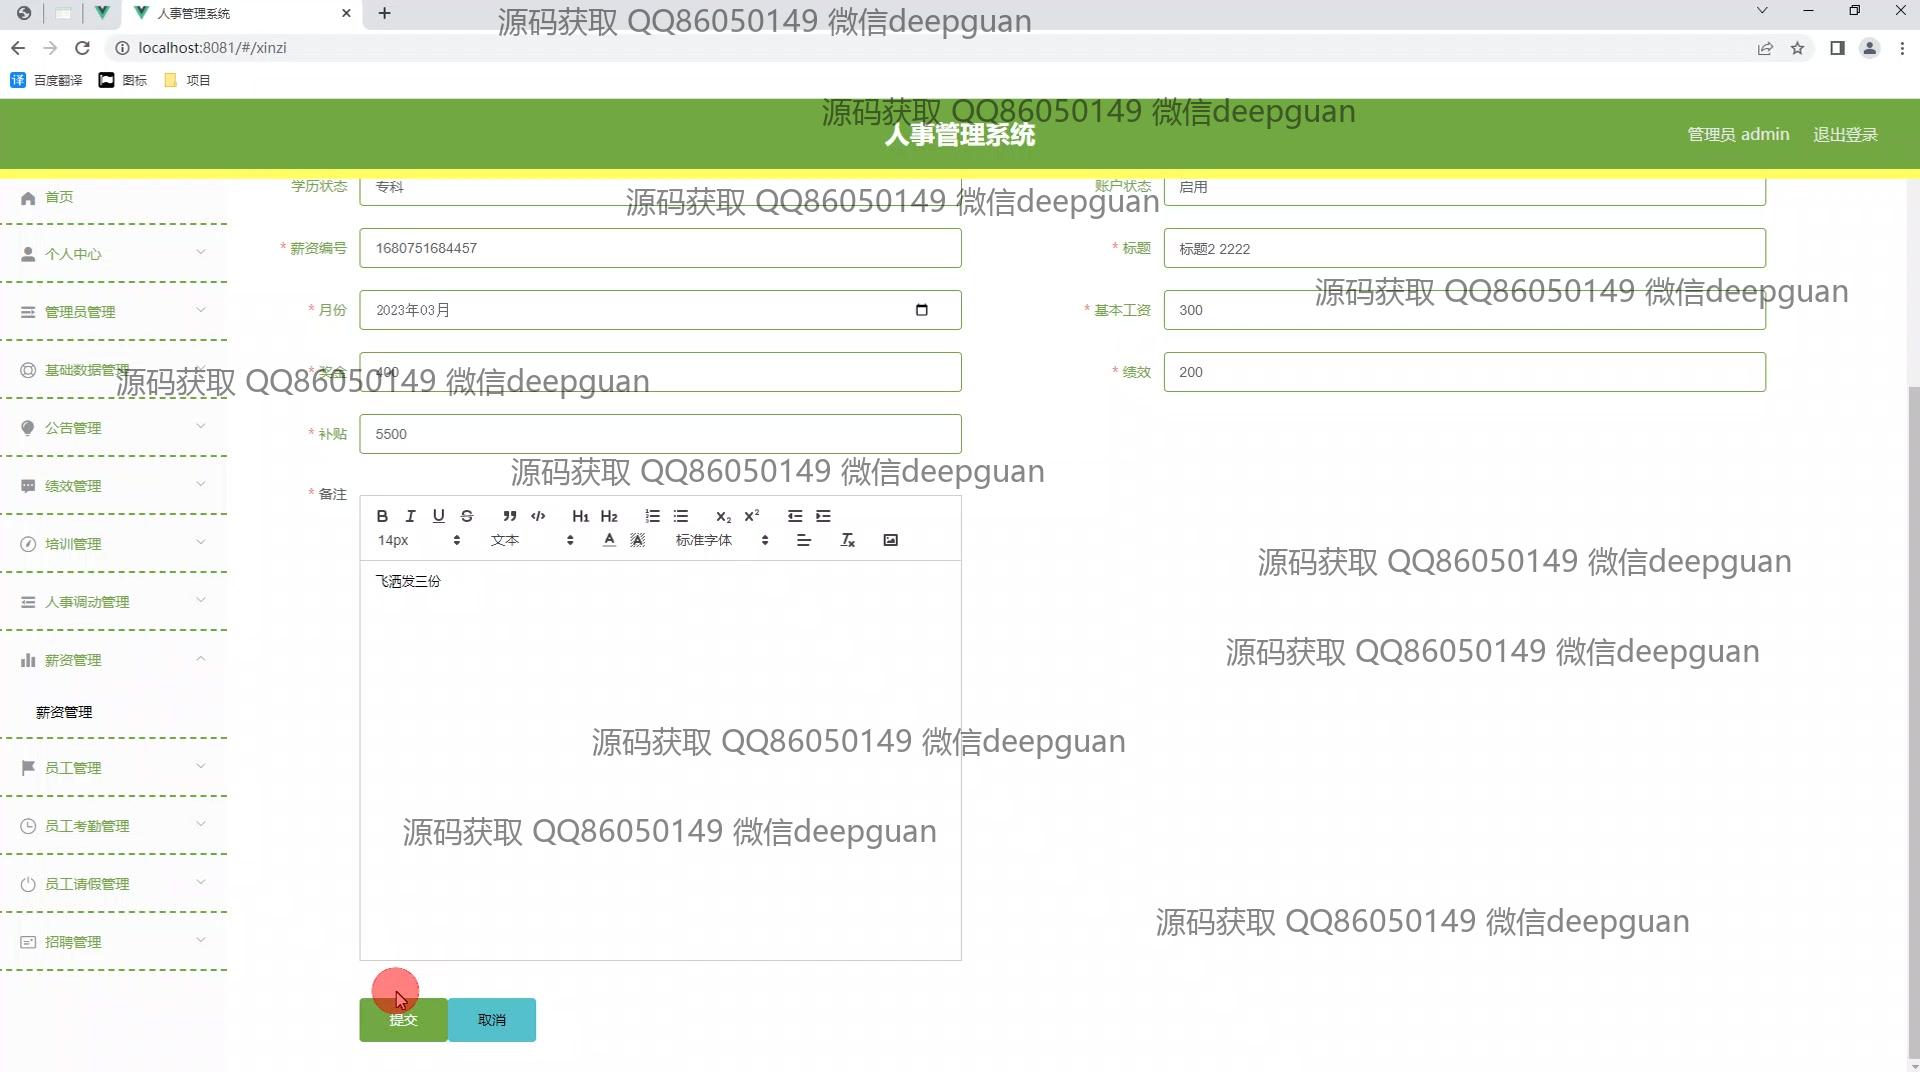 人事管理系统
源码获取 QQ86050149 微信deepguan
localhost:8081/#/xinzi
百度翻译 图标 项目
源码获取 QQ86050149 微信deepguan
人事管理系统
管理员 admin 退出登录
首页
学历状态 专科 账户状态 启用
源码获取 QQ86050149 微信deepguan
个人中心
* 薪资编号 1680751684457 * 标题 标题2 2222
源码获取 QQ86050149 微信deepguan
管理员管理
* 月份 2023年03月 * 基本工资 300
基础数据管理
* 奖金 400 * 绩效 200
源码获取 QQ86050149 微信deepguan
公告管理
* 补贴 5500
源码获取 QQ86050149 微信deepguan
绩效管理
* 备注
B I U S H1 H2 X2 X2
14px 文本 A A 标准字体 Tx
培训管理
源码获取 QQ86050149 微信deepguan
飞洒发三份
人事调动管理
薪资管理
源码获取 QQ86050149 微信deepguan
薪资管理
源码获取 QQ86050149 微信deepguan
员工管理
员工考勤管理
源码获取 QQ86050149 微信deepguan
员工请假管理
源码获取 QQ86050149 微信deepguan
招聘管理
提交 取消